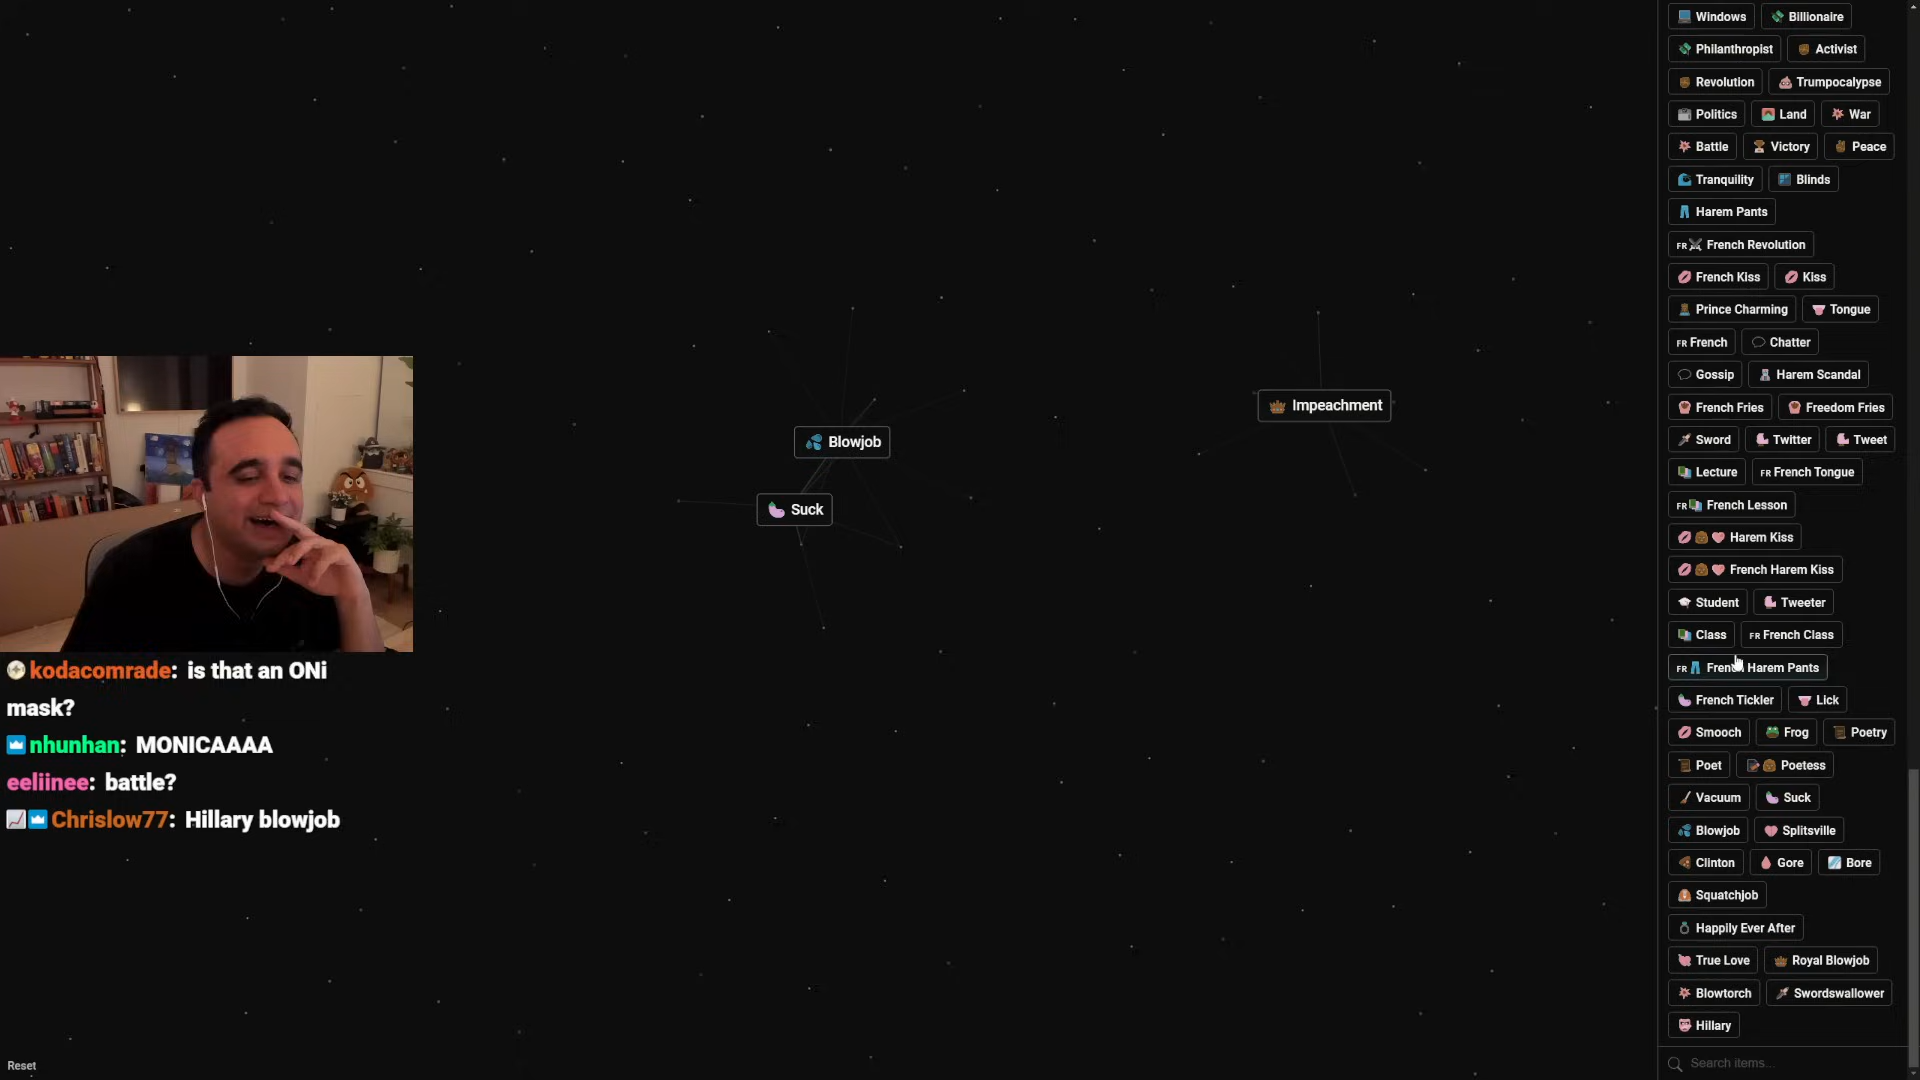 Windows Billionaire
Philanthropist Activist
Revolution Trumpocalypse
Politics Land War
Battle Victory Peace
Tranquility Blinds
Harem Pants
FR French Revolution
French Kiss Kiss
Prince Charming Tongue
FR French Chatter
Gossip Harem Scandal
French Fries Freedom Fries
Sword Twitter Tweet
Lecture FR French Tongue
FR French Lesson
Harem Kiss
French Harem Kiss
Student Tweeter
Class FR French Class
FR French Harem Pants
French Tickler Lick
Smooch Frog Poetry
Poet Poetess
Vacuum Suck
Blowjob Splitsville
Clinton Gore Bore
Squatchjob
Happily Ever After
True Love Royal Blowjob
Blowtorch Swordswallower
Hillary
Search items...
Impeachment
Blowjob
Suck
kodacomrade: is that an ONi
mask?
nhunhan: MONICAAAA
eeliinee: battle?
Chrislow77: Hillary blowjob
Reset